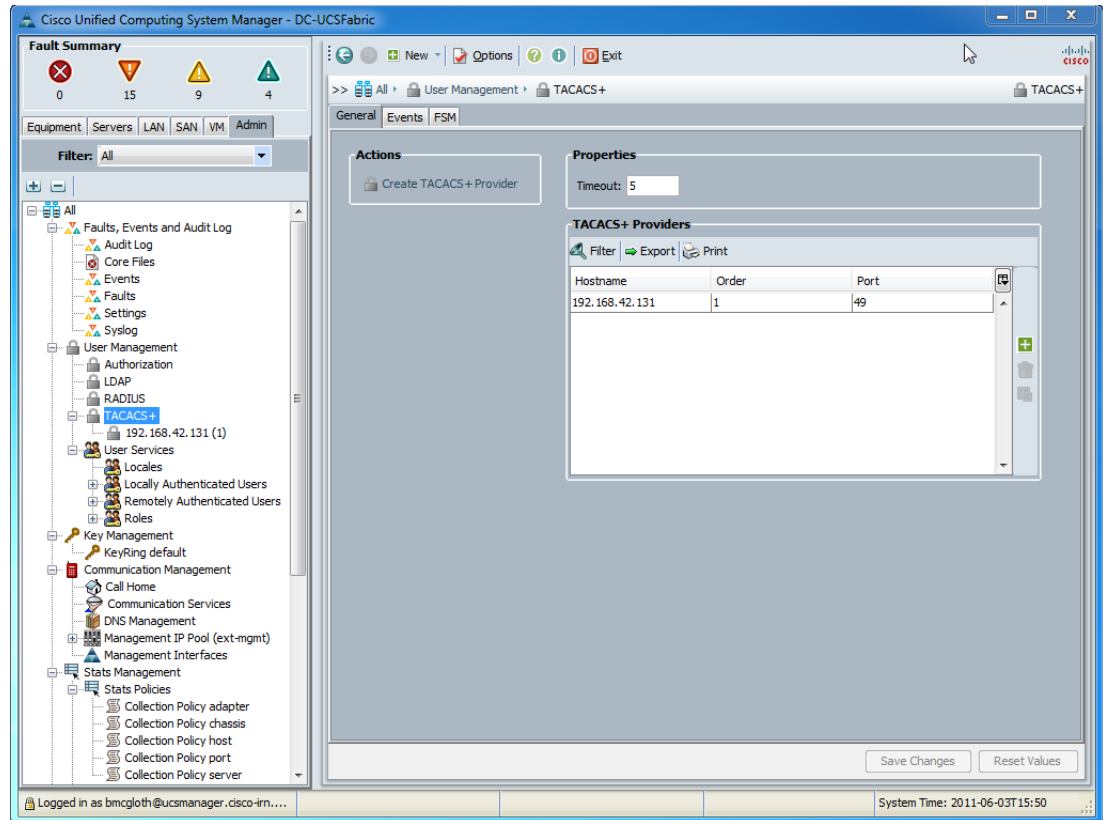 Cisco Unified Computing System Manager - DC-UCSFabric
Fault Summary
0 15 9 4
Equipment Servers LAN SAN VM Admin
Filter: All
All
Faults, Events and Audit Log
Audit Log
Core Files
Events
Faults
Settings
Syslog
User Management
Authorization
LDAP
RADIUS
TACACS+
192.168.42.131 (1)
User Services
Locales
Locally Authenticated Users
Remotely Authenticated Users
Roles
Key Management
KeyRing default
Communication Management
Call Home
Communication Services
DNS Management
Management IP Pool (ext-mgmt)
Management Interfaces
Stats Management
Stats Policies
Collection Policy adapter
Collection Policy chassis
Collection Policy host
Collection Policy port
Collection Policy server
New Options Exit
CISCO
>> All User Management TACACS+ TACACS+
General Events FSM
Actions
Create TACACS+ Provider
Properties
Timeout: 5
TACACS+ Providers
Filter Export Print
Hostname Order Port
192.168.42.131 1 49
Save Changes Reset Values
Logged in as bmcgloth@ucsmanager.cisco-irn.... System Time: 2011-06-03T15:50